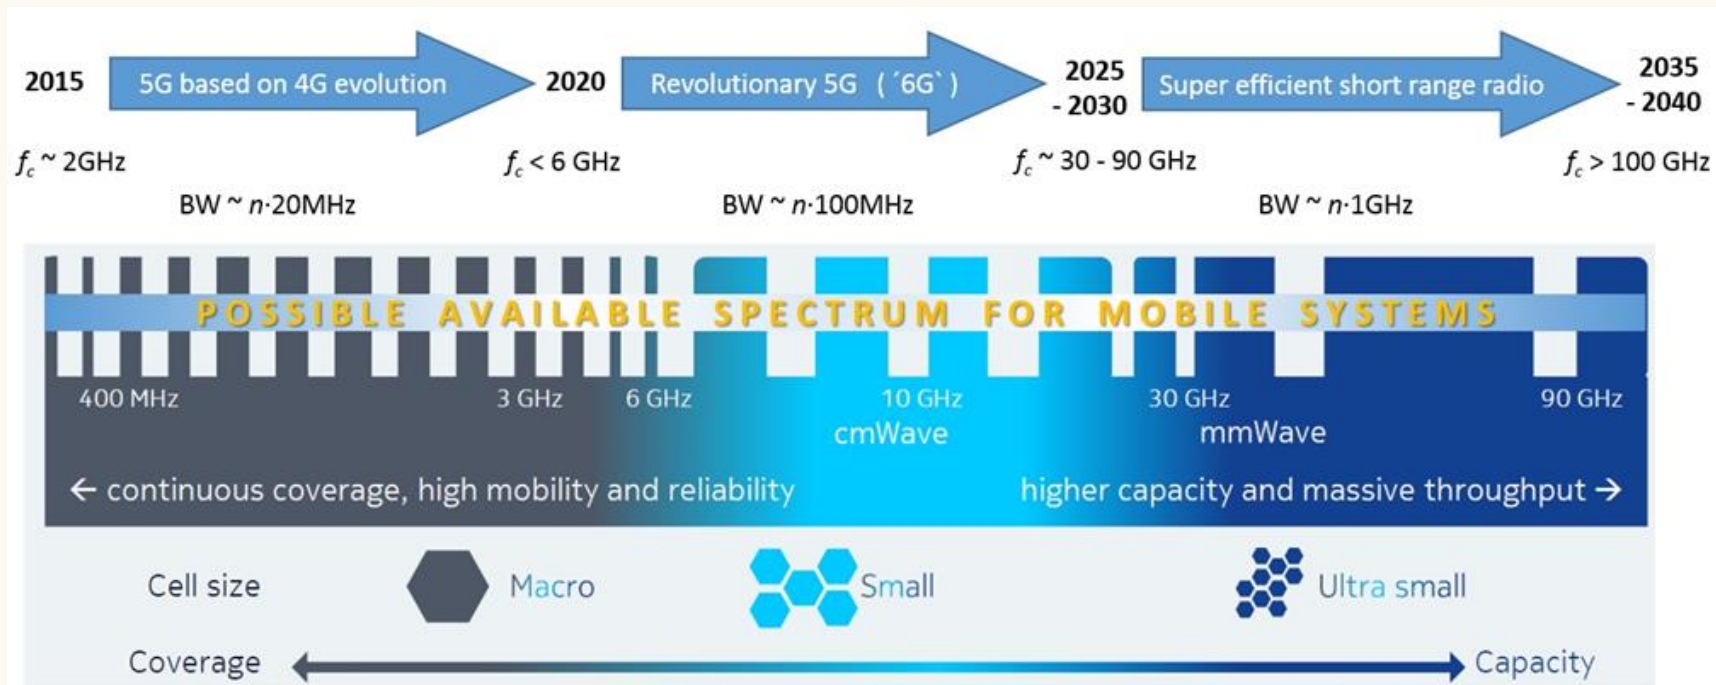 2015
5G based on 4G evolution
2020
Revolutionary 5G (´6G`)
2025
- 2030
Super efficient short range radio
2035
- 2040
fc ~ 2GHz
fc < 6 GHz
fc ~ 30 - 90 GHz
fc > 100 GHz
BW ~ n·20MHz
BW ~ n·100MHz
BW ~ n·1GHz
POSSIBLE AVAILABLE SPECTRUM FOR MOBILE SYSTEMS
400 MHz
3 GHz
6 GHz
10 GHz
30 GHz
90 GHz
cmWave
mmWave
← continuous coverage, high mobility and reliability
higher capacity and massive throughput →
Cell size
Macro
Small
Ultra small
Coverage
Capacity